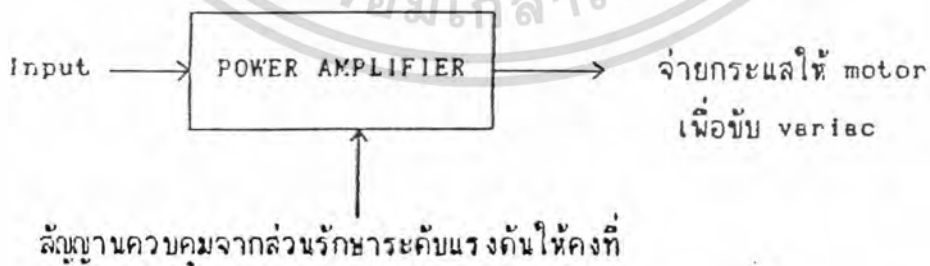 Input POWER AMPLIFIER จ่ายกระแสให้ motor
เพื่อขับ variac
สัญญานควบคุมจากส่วนรักษาระดับแรงดันให้คงที่